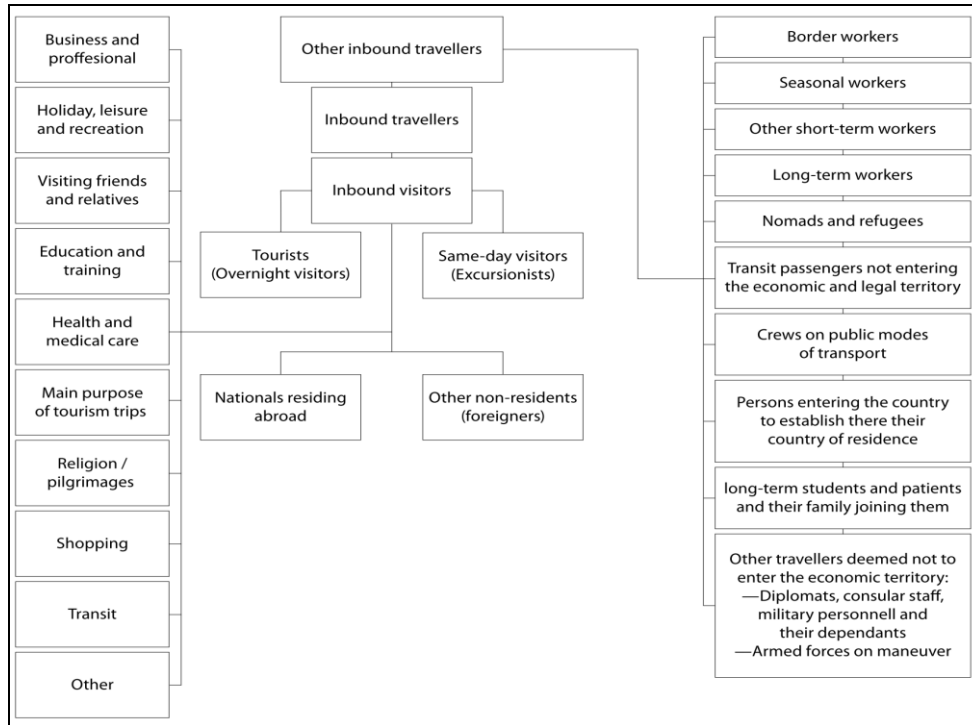 Business and
proffesional
Holiday, leisure
and recreation
Visiting friends
and relatives
Education and
training
Health and
medical care
Main purpose
of tourism trips
Religion /
pilgrimages
Shopping
Transit
Other
Other inbound travellers
Inbound travellers
Inbound visitors
Tourists
(Overnight visitors)
Same-day visitors
(Excursionists)
Nationals residing
abroad
Other non-residents
(foreigners)
Border workers
Seasonal workers
Other short-term workers
Long-term workers
Nomads and refugees
Transit passengers not entering
the economic and legal territory
Crews on public modes
of transport
Persons entering the country
to establish there their
country of residence
long-term students and patients
and their family joining them
Other travellers deemed not to
enter the economic territory:
—Diplomats, consular staff,
military personnell and
their dependants
—Armed forces on maneuver